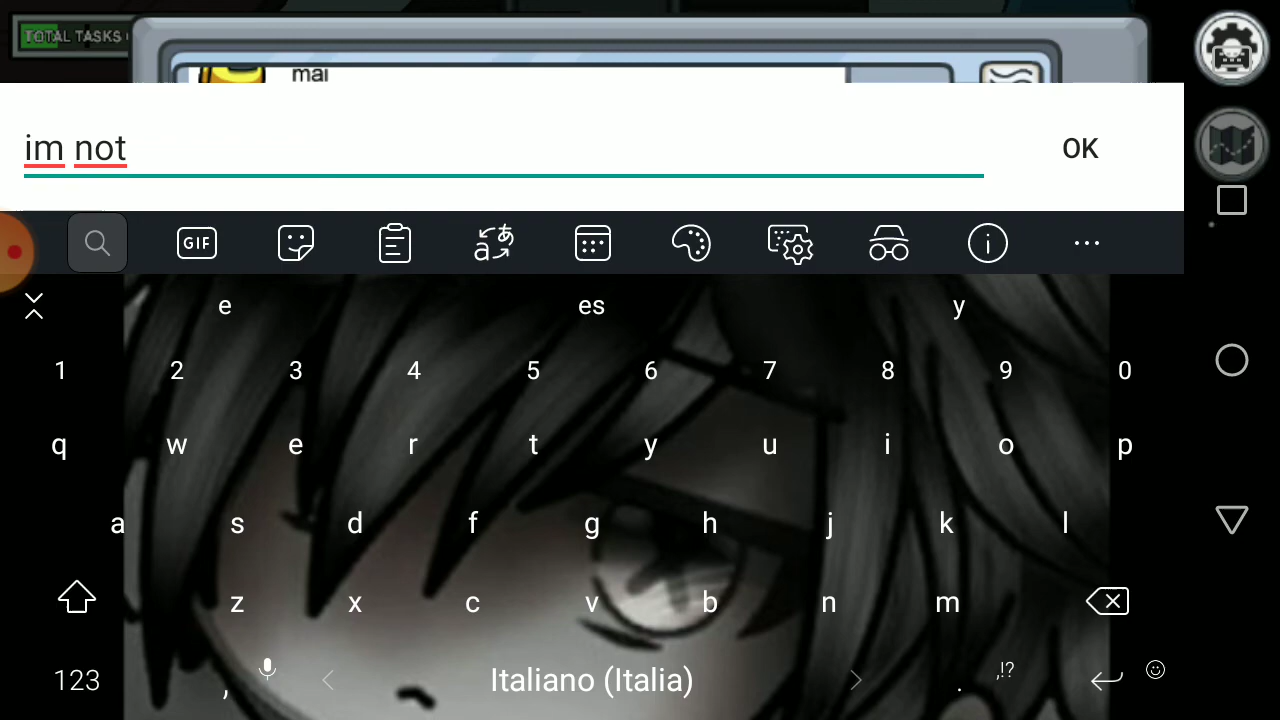 TOTAL TASKS
mai
im not
OK
GIF
e es y
1 2 3 4 5 6 7 8 9 0
q w e r t y u i o p
a s d f g h j k l
z x c v b n m
123 , < Italiano (Italia) > . ,!?